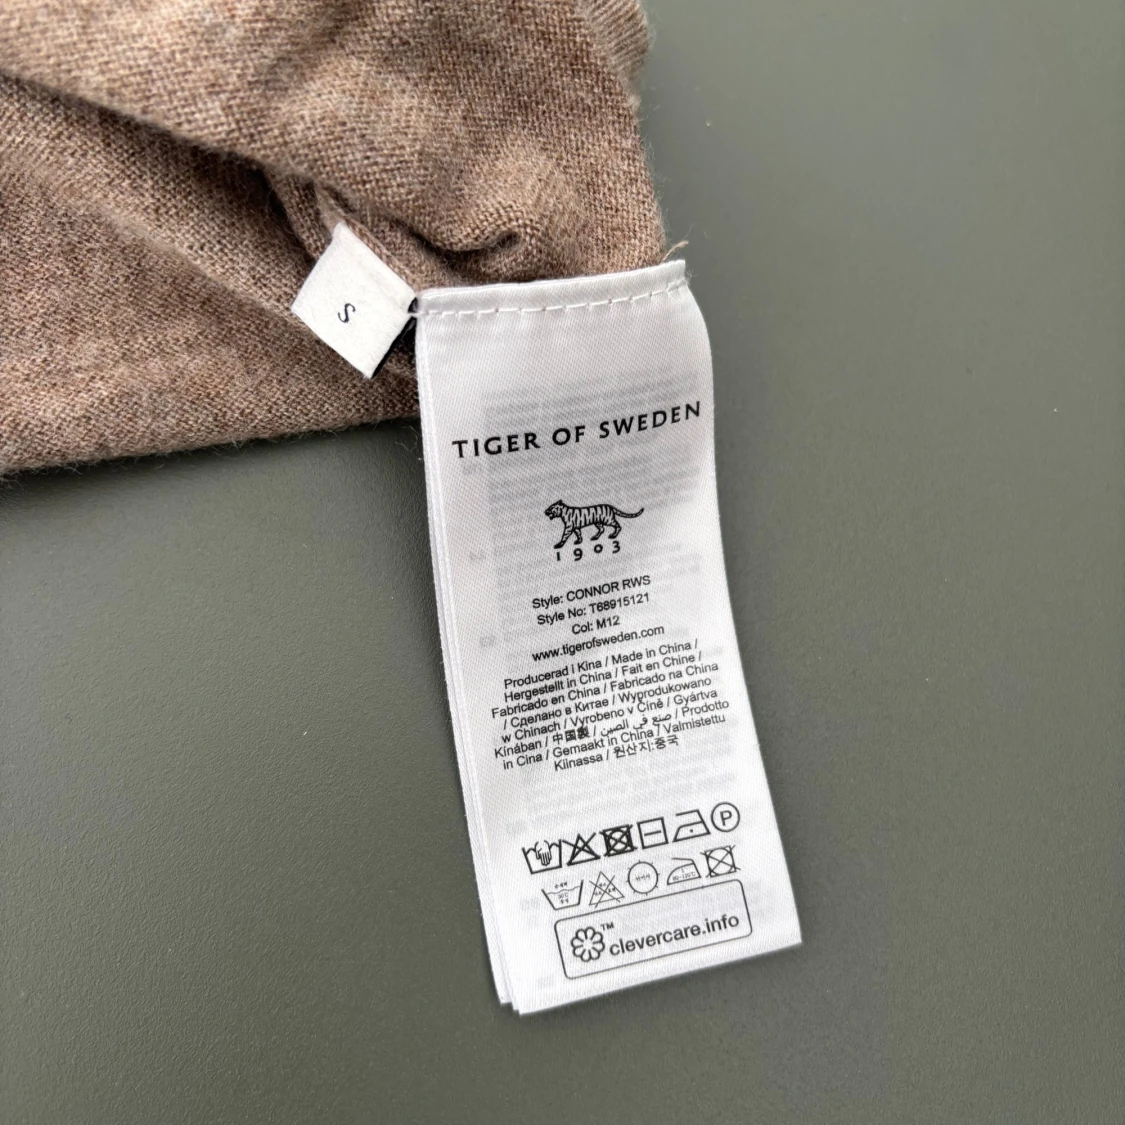 S
TIGER OF SWEDEN
1903
Style: CONNOR RWS
Style No: T68915121
Col: M12
www.tigerofsweden.com
Producerad i Kina / Made in China /
Hergestellt in China / Fait en Chine /
Fabricado en China / Fabricado na China
/ Сделано в Китае / Wyprodukowano
w Chinach / Vyrobeno v Číně / Gyártva
Kínában / 中国製 / صنع في الصين / Prodotto
in Cina / Gemaakt in China / Valmistettu
Kiinassa / 원산지:중국
P
clevercare.info